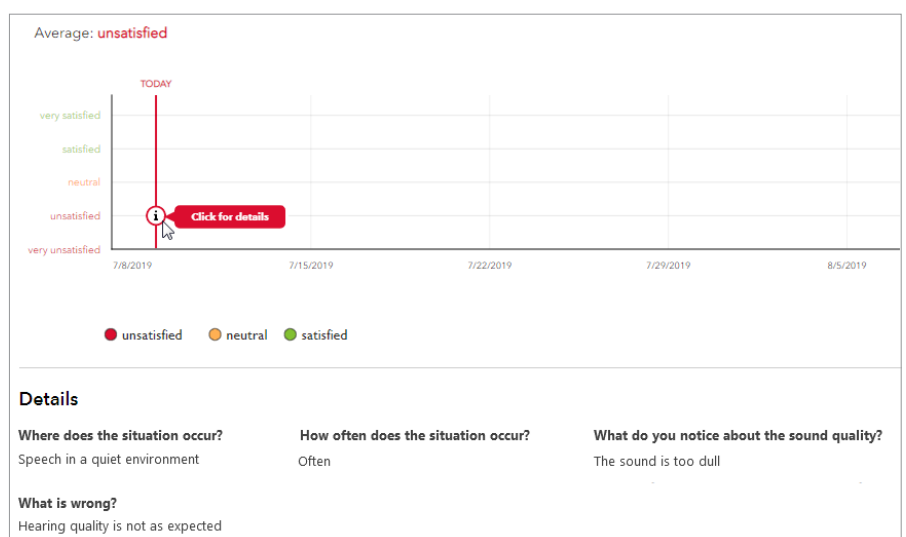 Average: unsatisfied
TODAY
very satisfied
satisfied
neutral
unsatisfied
i
Click for details
very unsatisfied
7/8/2019 7/15/2019 7/22/2019 7/29/2019 8/5/2019
unsatisfied neutral satisfied
Details
Where does the situation occur? How often does the situation occur? What do you notice about the sound quality?
Speech in a quiet environment Often The sound is too dull
What is wrong?
Hearing quality is not as expected